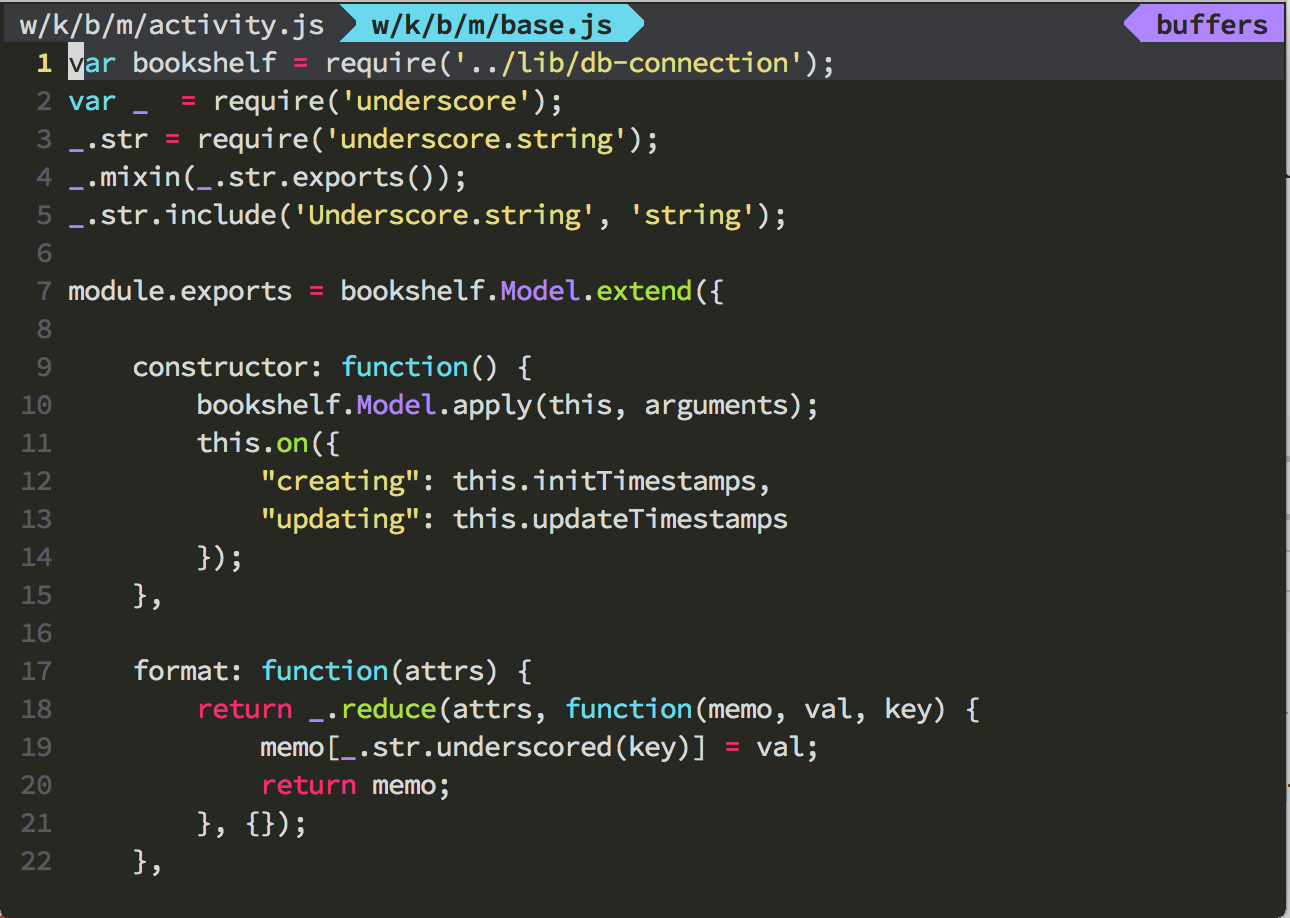 w/k/b/m/activity.js w/k/b/m/base.js buffers
1 var bookshelf = require('../lib/db-connection');
2 var _  = require('underscore');
3 _.str = require('underscore.string');
4 _.mixin(_.str.exports());
5 _.str.include('Underscore.string', 'string');
6
7 module.exports = bookshelf.Model.extend({
8
9     constructor: function() {
10         bookshelf.Model.apply(this, arguments);
11         this.on({
12             "creating": this.initTimestamps,
13             "updating": this.updateTimestamps
14         });
15     },
16
17     format: function(attrs) {
18         return _.reduce(attrs, function(memo, val, key) {
19             memo[_.str.underscored(key)] = val;
20             return memo;
21         }, {});
22     },